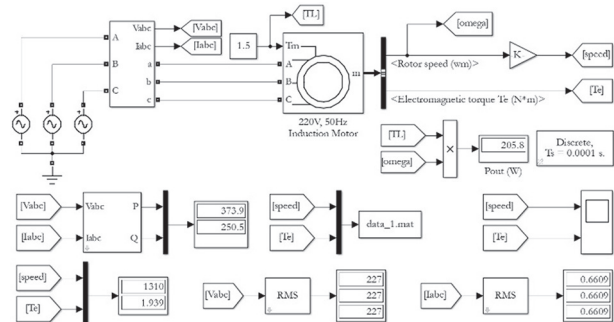 Vabc
[Vabc]
[TL]
[omega]
Iabc
[Iabc]
A
1.5
Tm
K
[speed]
<Rotor speed (wm)>
B
a
A
m
b
B
C
c
C
<Electromagnetic torque Te (N*m)>
[Te]
220V, 50Hz
Induction Motor
[TL]
[omega]
×
205.8
Pout (W)
Discrete,
Ts = 0.0001 s.
[Vabc]
Vabc
P
373.9
[speed]
[speed]
[Iabc]
Iabc
Q
250.5
[Te]
data_1.mat
[Te]
[speed]
1310
[Vabc]
RMS
227
[Iabc]
RMS
0.6609
[Te]
1.939
227
0.6609
227
0.6609